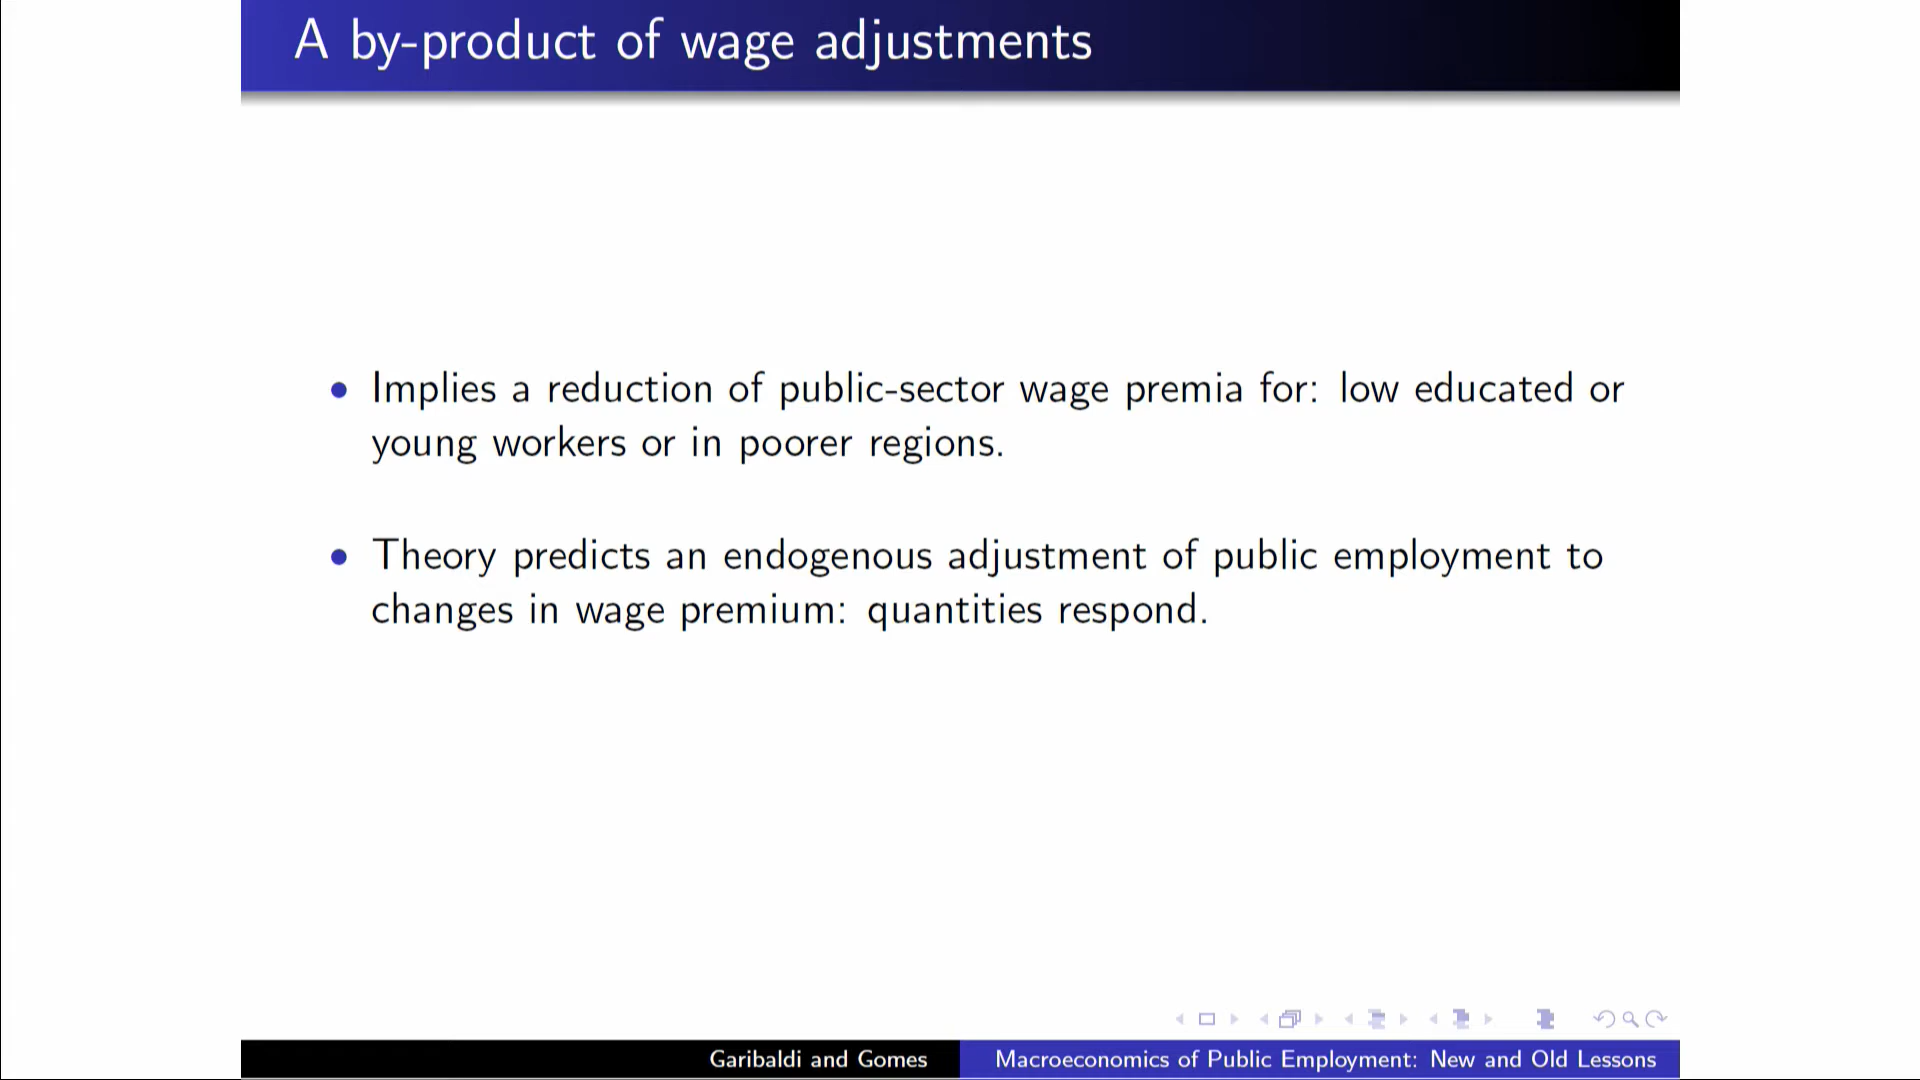 A by-product of wage adjustments
• Implies a reduction of public-sector wage premia for: low educated or
young workers or in poorer regions.
• Theory predicts an endogenous adjustment of public employment to
changes in wage premium: quantities respond.
Garibaldi and Gomes
Macroeconomics of Public Employment: New and Old Lessons